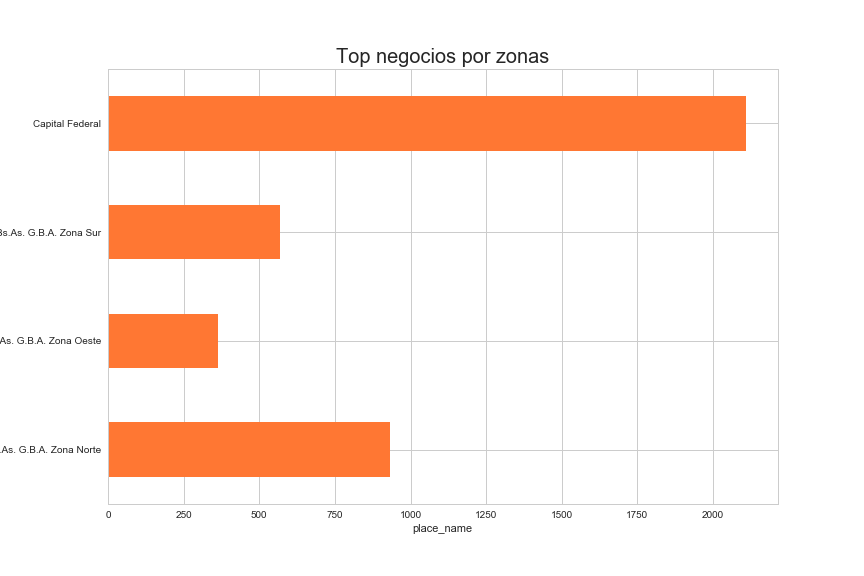 Top negocios por zonas
Capital Federal
Bs.As. G.B.A. Zona Sur
As. G.B.A. Zona Oeste
.As. G.B.A. Zona Norte
0 250 500 750 1000 1250 1500 1750 2000
place_name